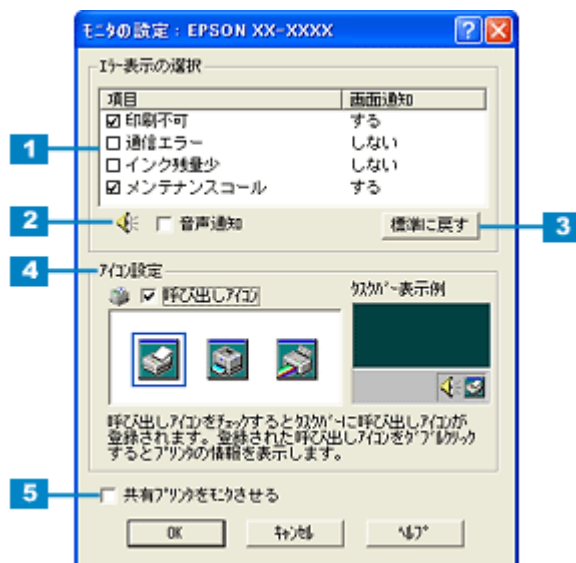 ﾓﾆﾀの設定：EPSON XX-XXXX
ｴﾗｰ表示の選択
項目 画面通知
印刷不可 する
1
通信エラー しない
インク残量少 しない
メンテナンスコール する
2
音声通知 標準に戻す
3
4
ｱｲｺﾝ設定
呼び出しｱｲｺﾝ ﾀｽｸﾊﾞｰ表示例
呼び出しｱｲｺﾝをﾁｪｯｸするとﾀｽｸﾊﾞｰに呼び出しｱｲｺﾝが
登録されます。登録された呼び出しｱｲｺﾝをﾀﾞﾌﾞﾙｸﾘｯｸ
するとﾌﾟﾘﾝﾀの情報を表示します。
5
共有ﾌﾟﾘﾝﾀをﾓﾆﾀさせる
OK ｷｬﾝｾﾙ ﾍﾙﾌﾟ